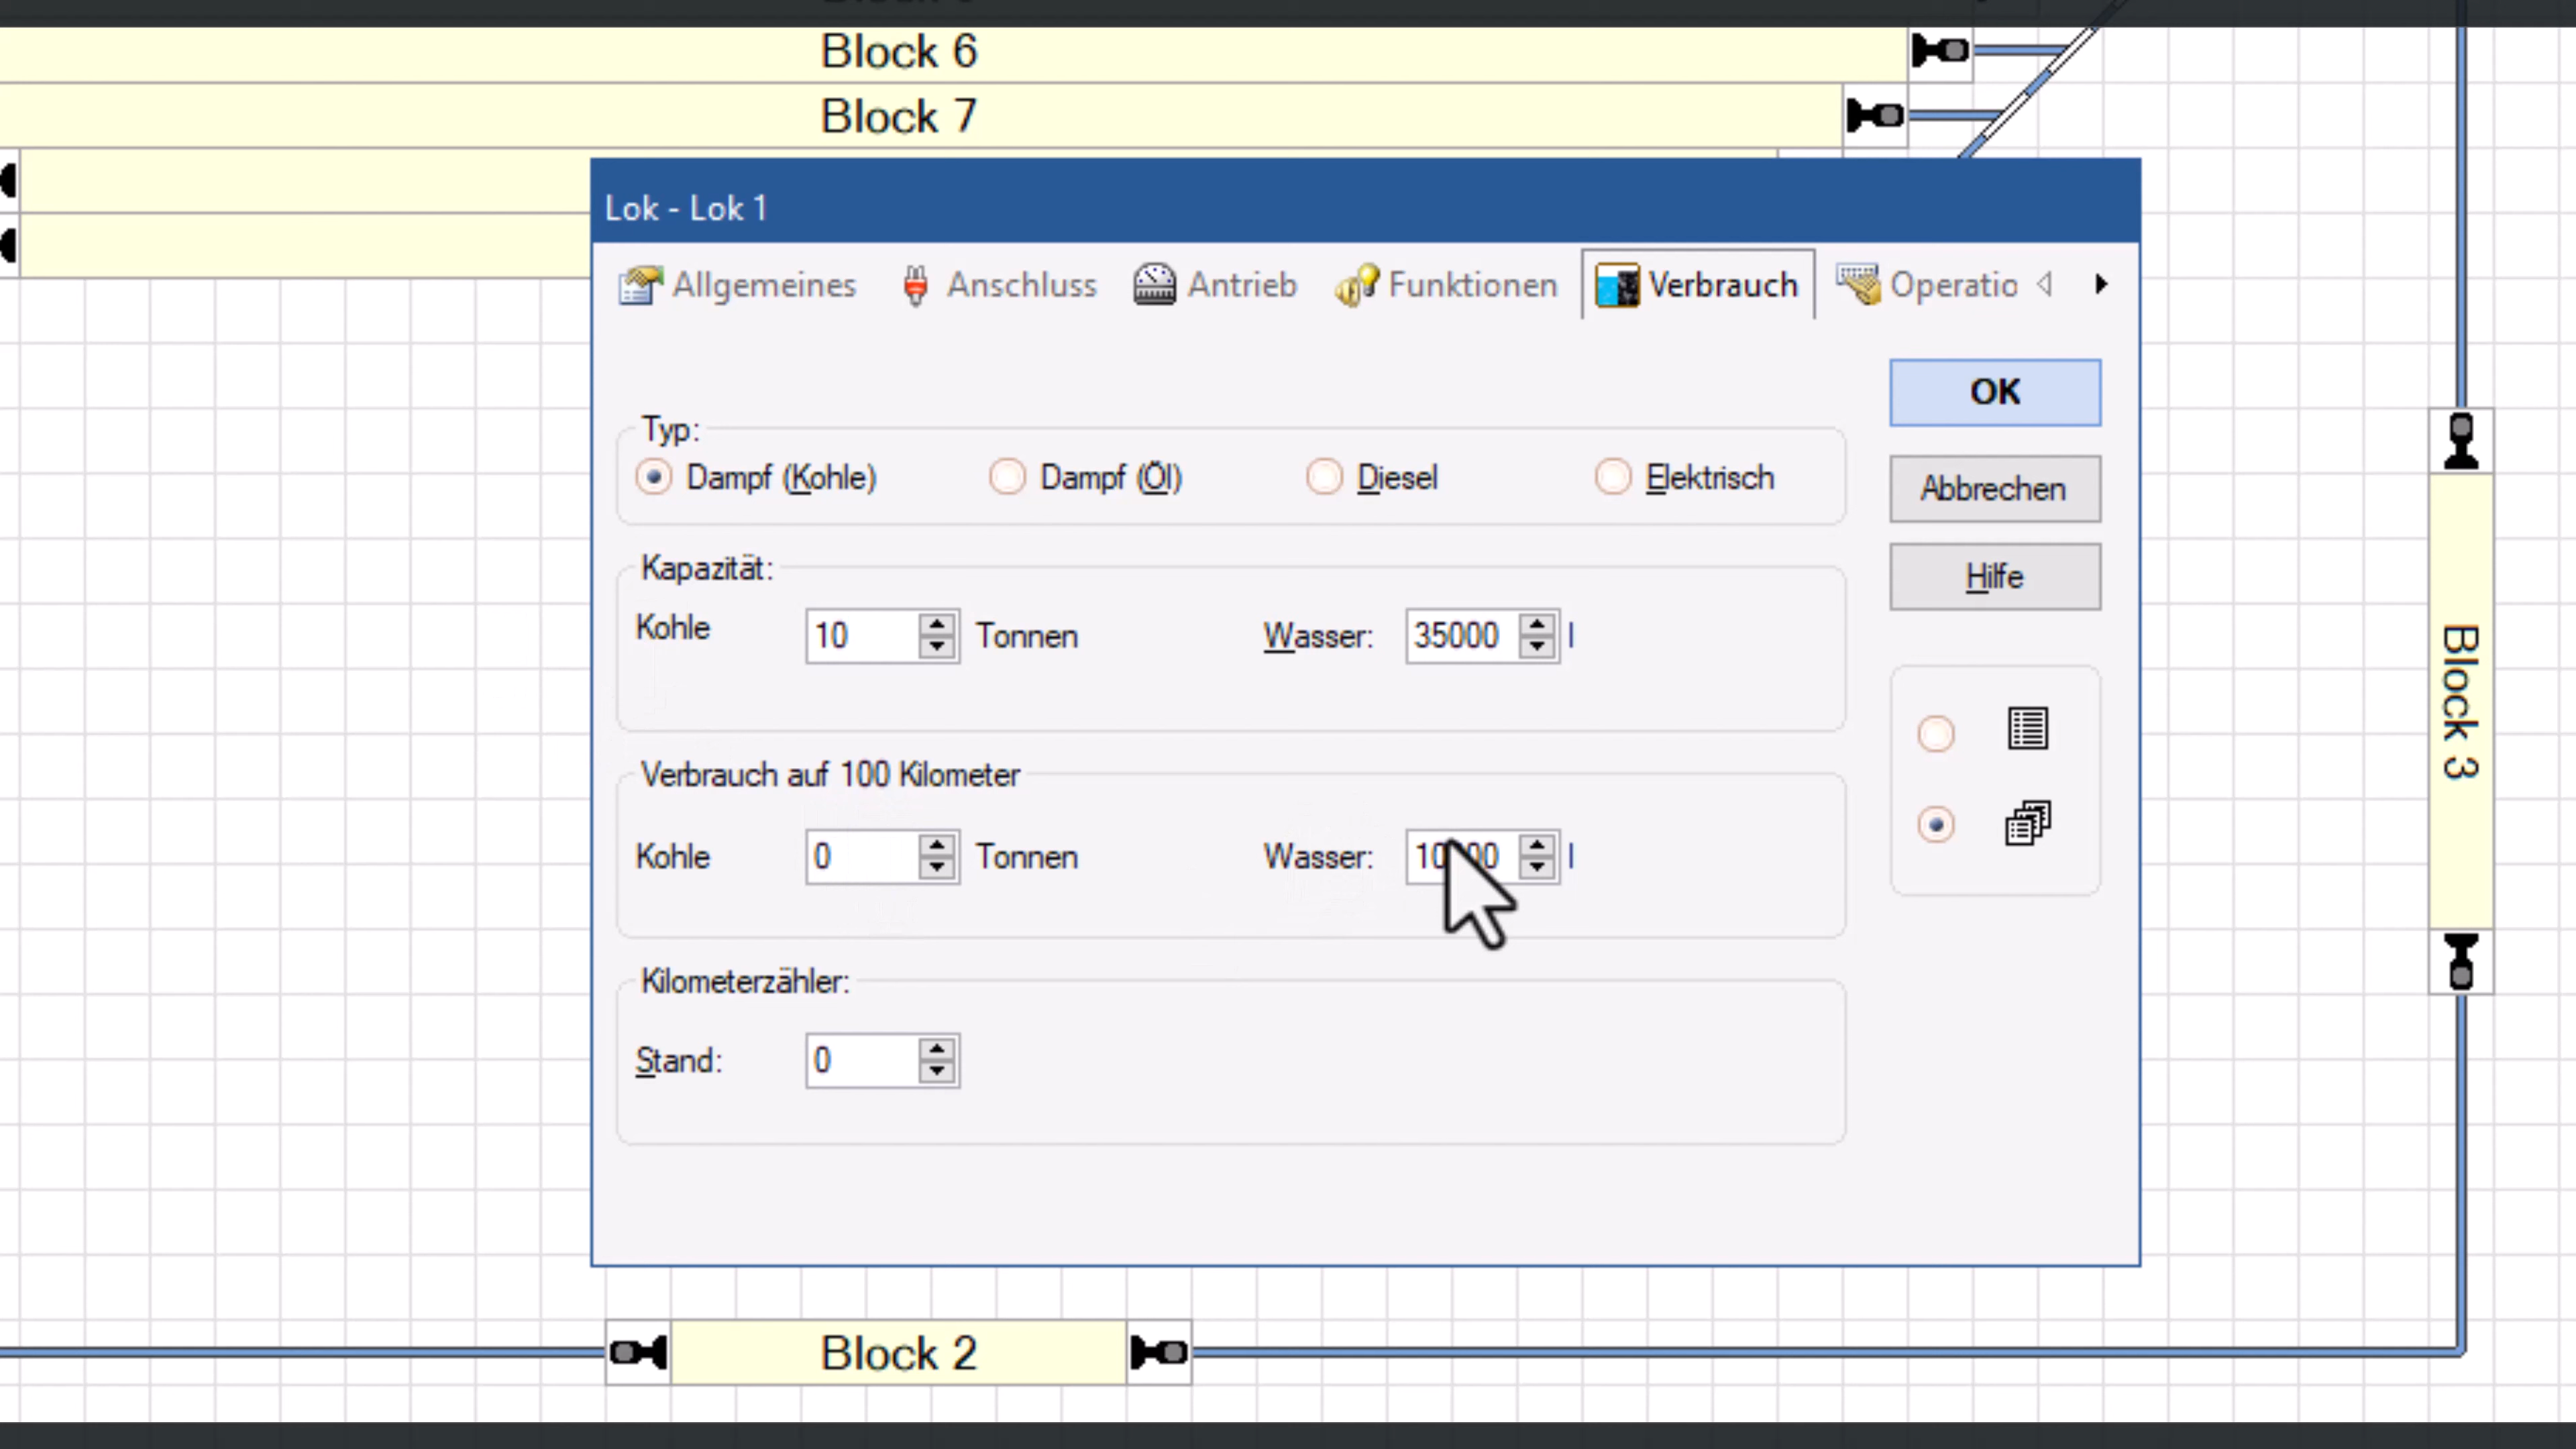 Block 6
Block 7
Lok - Lok 1
Allgemeines Anschluss Antrieb Funktionen Verbrauch Operatio
OK
Typ:
Dampf (Kohle) Dampf (Öl) Diesel Elektrisch
Abbrechen
Kapazität:
Hilfe
Kohle 10 Tonnen Wasser: 35000 l
Block 3
Verbrauch auf 100 Kilometer
Kohle 0 Tonnen Wasser: l
Kilometerzähler:
Stand: 0
Block 2